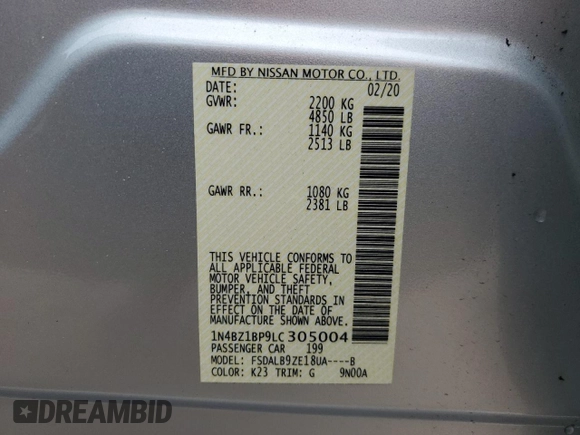 MFD BY NISSAN MOTOR CO., LTD.
DATE: 02/20
GVWR: 2200 KG
4850 LB
GAWR FR.: 1140 KG
2513 LB
GAWR RR.: 1080 KG
2381 LB
THIS VEHICLE CONFORMS TO
ALL APPLICABLE FEDERAL
MOTOR VEHICLE SAFETY,
BUMPER, AND THEFT
PREVENTION STANDARDS IN
EFFECT ON THE DATE OF
MANUFACTURE SHOWN ABOVE.
1N4BZ1BP9LC305004
PASSENGER CAR 199
MODEL: FSDALB9ZE18UA----B
COLOR: K23 TRIM: G 9N00A
DREAMBID